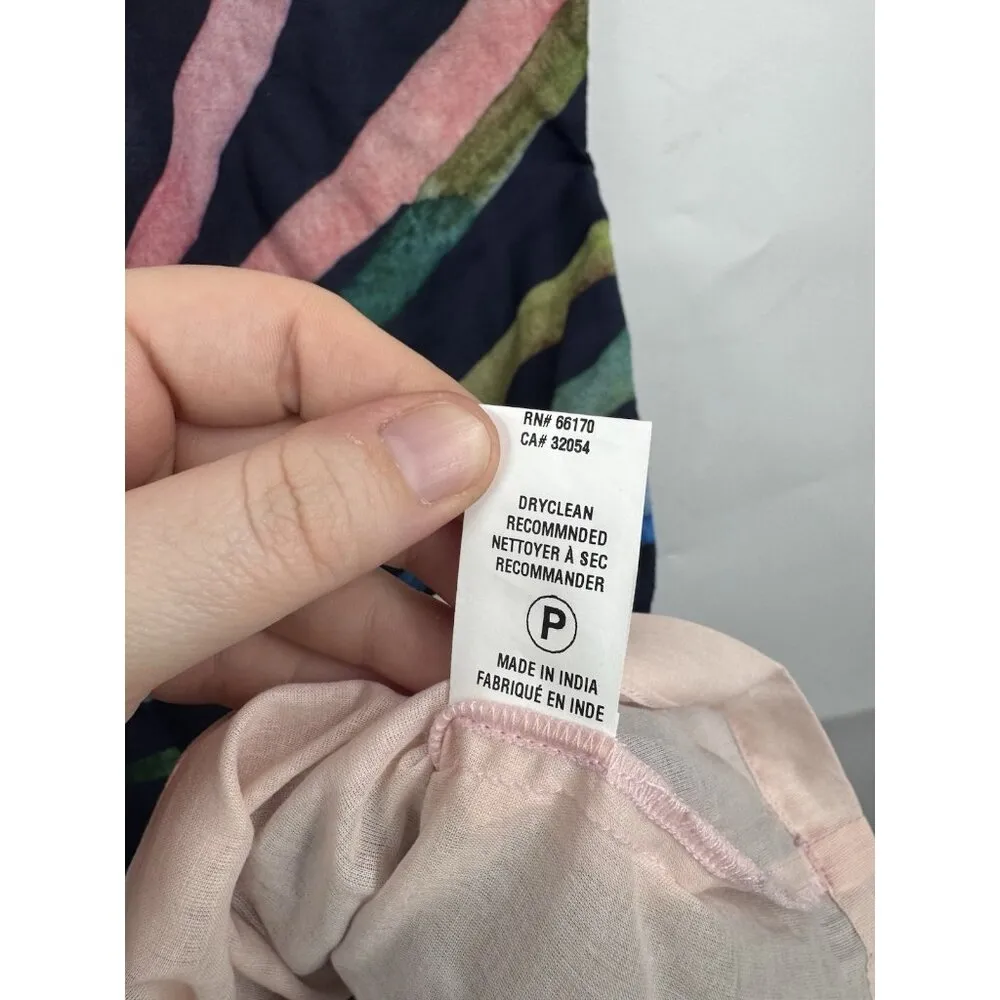 RN# 66170
CA# 32054
DRYCLEAN
RECOMMNDED
NETTOYER À SEC
RECOMMANDER
P
MADE IN INDIA
FABRIQUÉ EN INDE